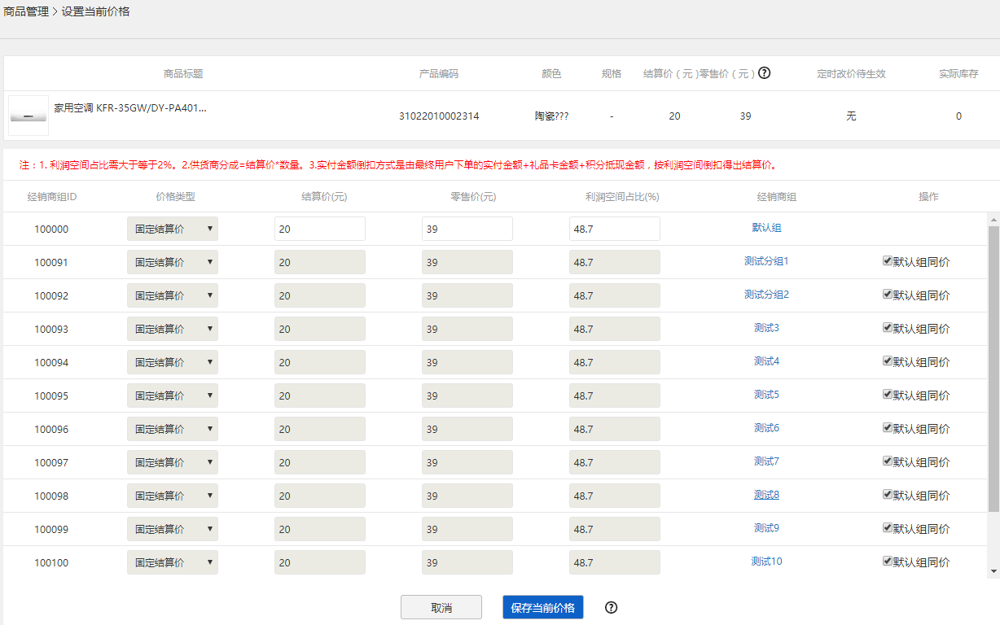 商品管理 > 设置当前价格
商品标题 产品编码 颜色 规格 结算价（元）零售价（元） 定时改价待生效 实际库存
家用空调 KFR-35GW/DY-PA401...
31022010002314 陶瓷??? - 20 39 无 0
注：1. 利润空间占比需大于等于2%。2.供货商分成=结算价*数量。3.实付金额倒扣方式是由最终用户下单的实付金额+礼品卡金额+积分抵现金额，按利润空间倒扣得出结算价。
经销商组ID 价格类型 结算价(元) 零售价(元) 利润空间占比(%) 经销商组 操作
100000 固定结算价 20 39 48.7 默认组
100091 固定结算价 20 39 48.7 测试分组1 默认组同价
100092 固定结算价 20 39 48.7 测试分组2 默认组同价
100093 固定结算价 20 39 48.7 测试3 默认组同价
100094 固定结算价 20 39 48.7 测试4 默认组同价
100095 固定结算价 20 39 48.7 测试5 默认组同价
100096 固定结算价 20 39 48.7 测试6 默认组同价
100097 固定结算价 20 39 48.7 测试7 默认组同价
100098 固定结算价 20 39 48.7 测试8 默认组同价
100099 固定结算价 20 39 48.7 测试9 默认组同价
100100 固定结算价 20 39 48.7 测试10 默认组同价
取消 保存当前价格